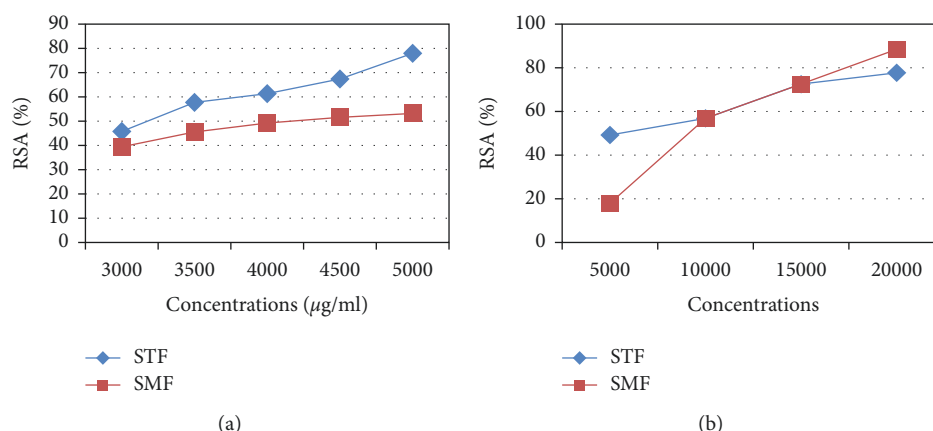 90
80
70
60
50
40
30
20
10
0
RSA (%)
3000 3500 4000 4500 5000
Concentrations (µg/ml)
STF
SMF
(a)
100
80
60
40
20
0
RSA (%)
5000 10000 15000 20000
Concentrations
STF
SMF
(b)